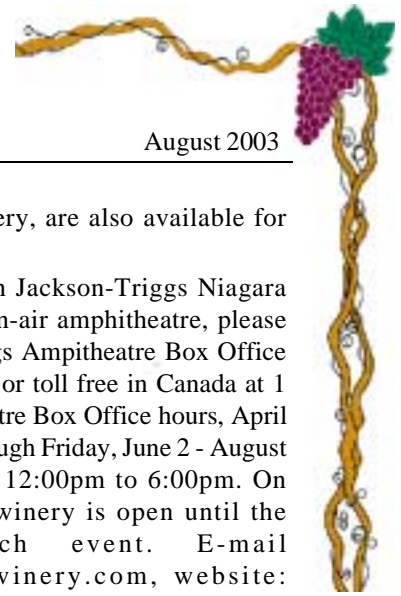 August 2003
ery, are also available for
n Jackson-Triggs Niagara
n-air amphitheatre, please
gs Ampitheatre Box Office
or toll free in Canada at 1
tre Box Office hours, April
ugh Friday, June 2 - August
12:00pm to 6:00pm. On
winery is open until the
ch event. E-mail
winery.com, website: